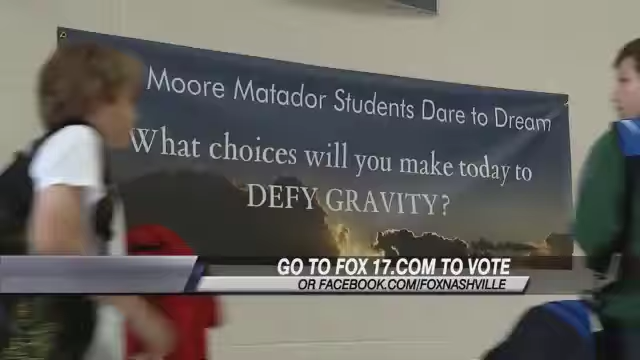 Moore Matador Students Dare to Dream
What choices will you make today to
DEFY GRAVITY?
GO TO FOX 17.COM TO VOTE
OR FACEBOOK.COM/FOXNASHVILLE